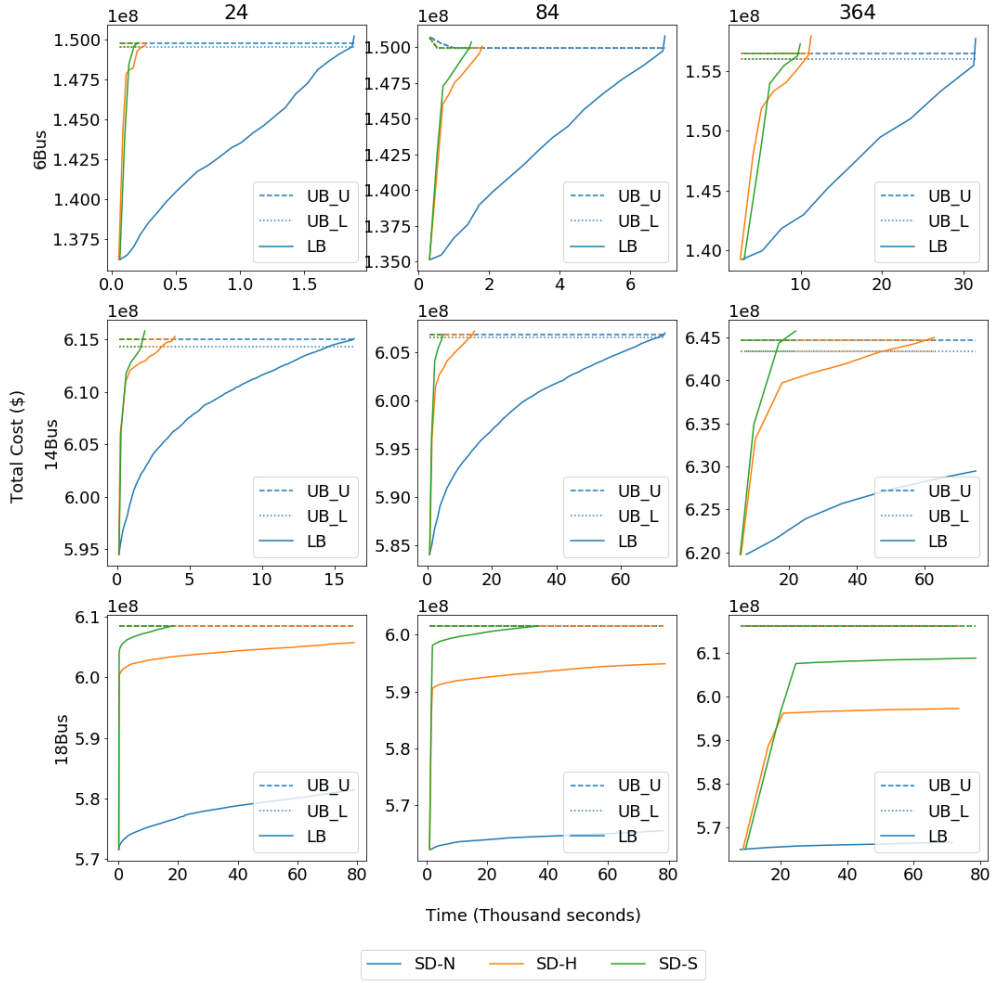 24
84
364
1e8
1e8
1e8
1.500
1.475
1.450
1.425
1.400
1.375
6Bus
UB_U
UB_L
LB
0.0 0.5 1.0 1.5
1.500
1.475
1.450
1.425
1.400
1.375
1.350
UB_U
UB_L
LB
0 2 4 6
1.55
1.50
1.45
1.40
UB_U
UB_L
LB
10 20 30
1e8
1e8
1e8
Total Cost ($)
14Bus
6.15
6.10
6.05
6.00
5.95
UB_U
UB_L
LB
0 5 10 15
6.05
6.00
5.95
5.90
5.85
UB_U
UB_L
LB
0 20 40 60
6.45
6.40
6.35
6.30
6.25
6.20
UB_U
UB_L
LB
20 40 60
1e8
1e8
1e8
18Bus
6.1
6.0
5.9
5.8
5.7
UB_U
UB_L
LB
0 20 40 60 80
6.0
5.9
5.8
5.7
UB_U
UB_L
LB
0 20 40 60 80
6.1
6.0
5.9
5.8
5.7
UB_U
UB_L
LB
20 40 60 80
Time (Thousand seconds)
SD-N SD-H SD-S